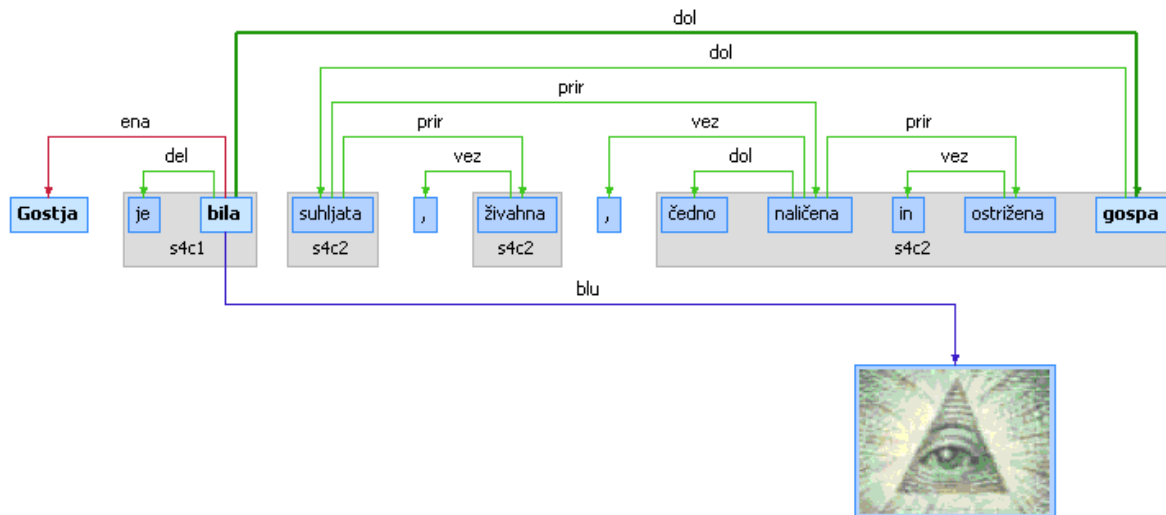 dol
dol
prir
ena prir vez prir
del vez dol vez
Gostja je bila suhljata , živahna , čedno naličena in ostrižena gospa
s4c1 s4c2 s4c2 s4c2
blu